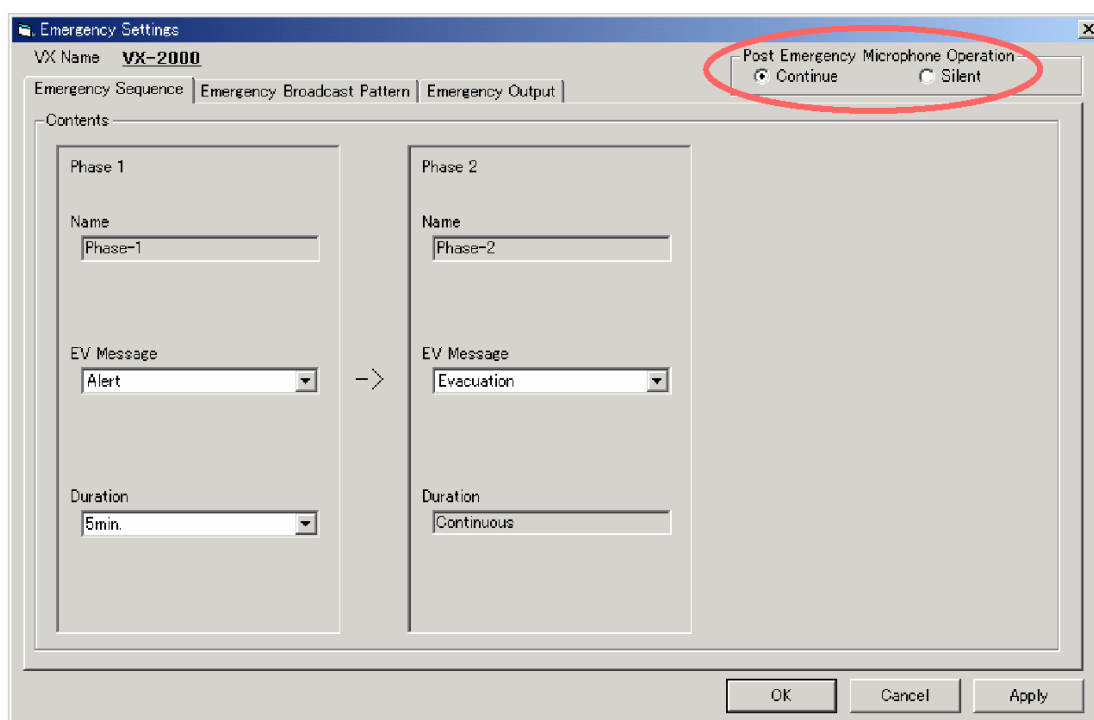 Emergency Settings
VX Name VX-2000
Post Emergency Microphone Operation
Continue Silent
Emergency Sequence Emergency Broadcast Pattern Emergency Output
Contents
Phase 1
Name
Phase-1
EV Message
Alert
Duration
5min.
->
Phase 2
Name
Phase-2
EV Message
Evacuation
Duration
Continuous
OK Cancel Apply